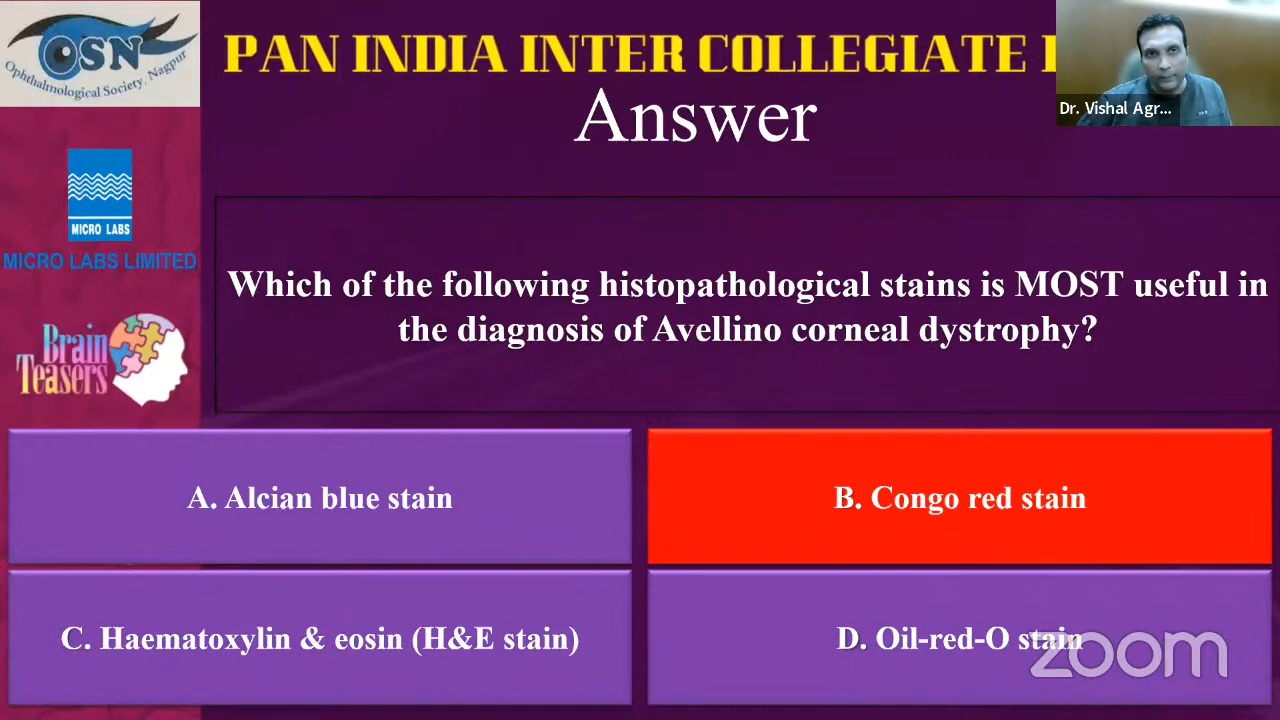 OSN
Ophthalmological Society, Nagpur
PAN INDIA INTER COLLEGIATE
Dr. Vishal Agr...
Answer
MICRO LABS
MICRO LABS LIMITED
Which of the following histopathological stains is MOST useful in
the diagnosis of Avellino corneal dystrophy?
Brain
Teasers
A. Alcian blue stain
B. Congo red stain
C. Haematoxylin & eosin (H&E stain)
D. Oil-red-O stain
zoom